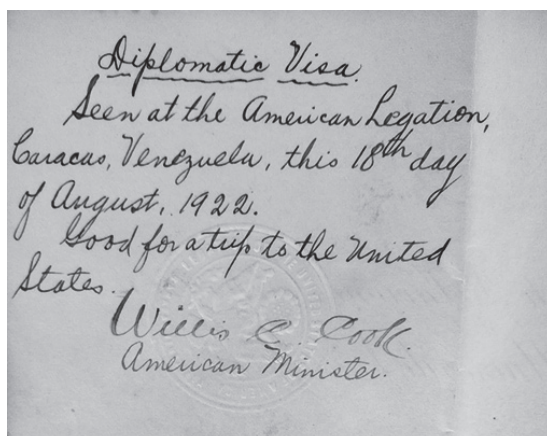 Diplomatic Visa.
Seen at the American Legation,
Caracas, Venezuela, this 18th day
of August, 1922.
Good for a trip to the United
States.
Willis C. Cook.
American Minister.